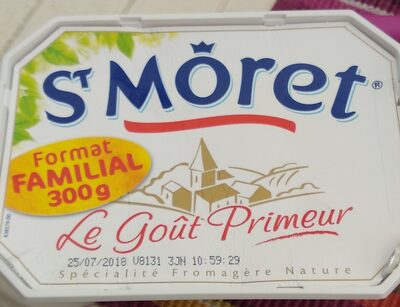 ST Môret®
Format
FAMILIAL
300g
Le Goût Primeur
25/07/2018 V8131 3JN 10:59:29
Spécialité Fromagère Nature